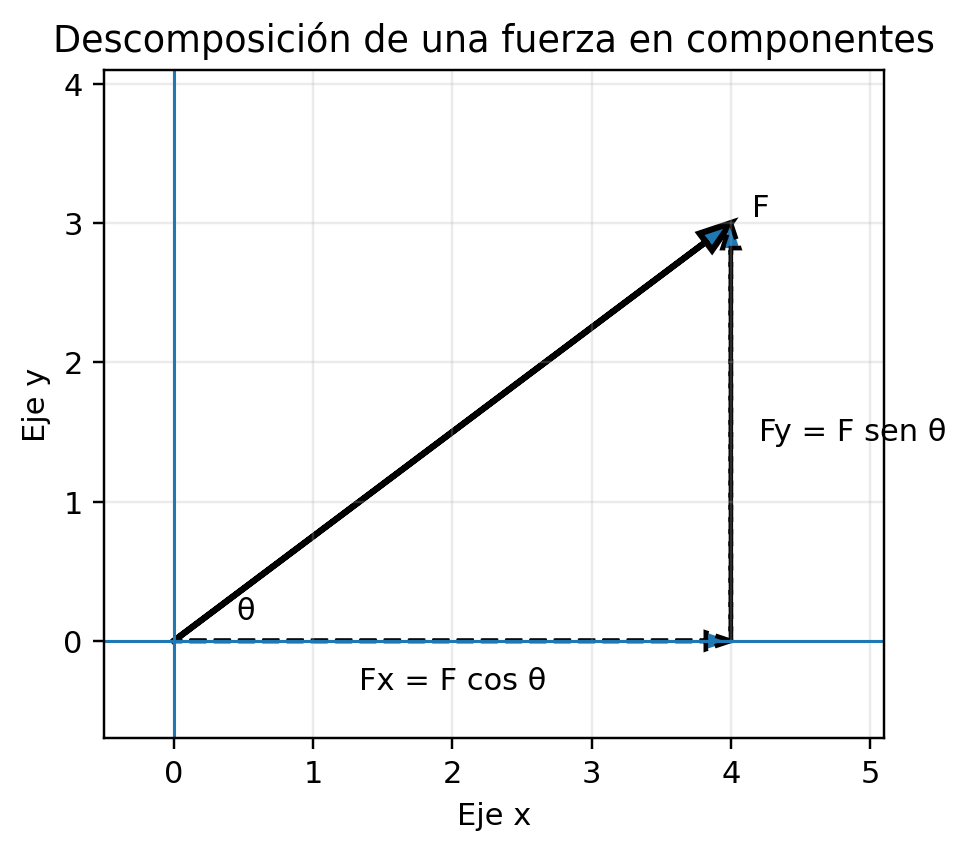 Descomposición de una fuerza en componentes
4
F
3
2
Eje y
Fy = F sen θ
1
θ
0
Fx = F cos θ
0 1 2 3 4 5
Eje x